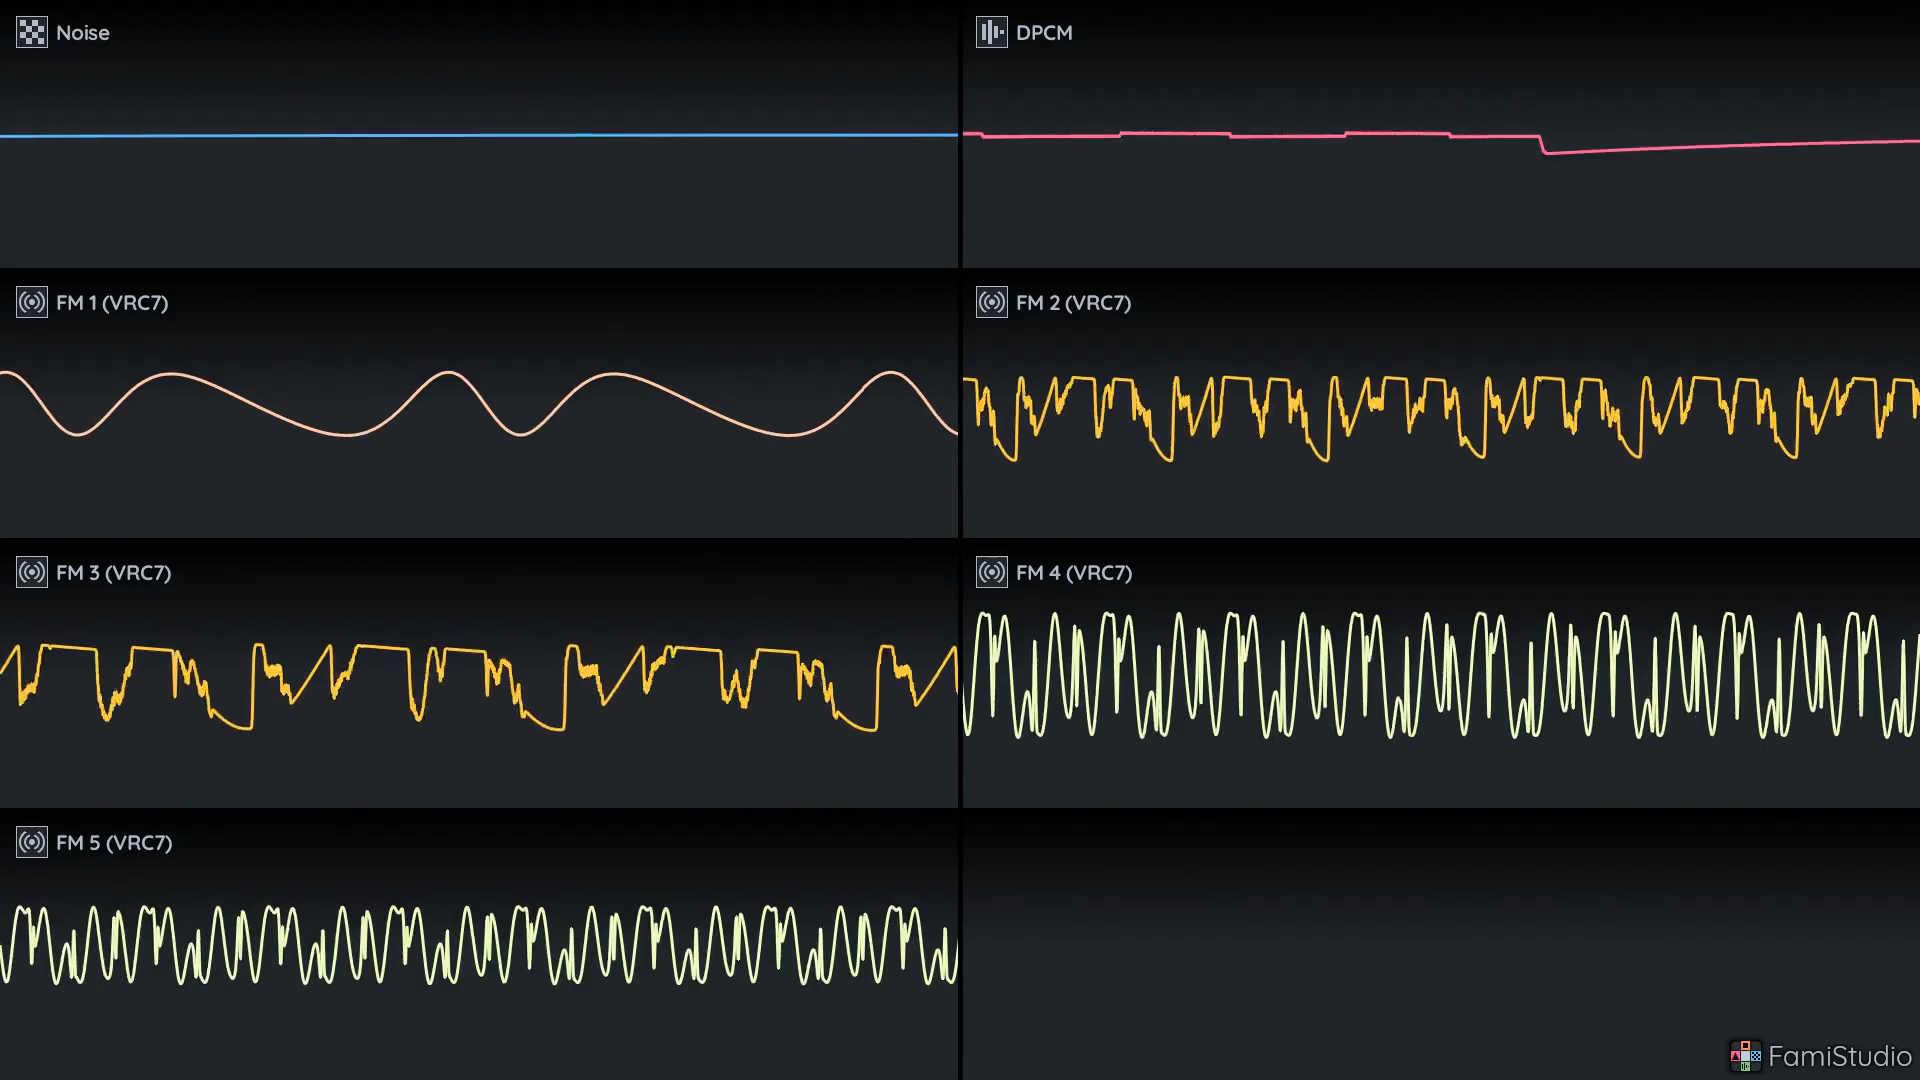 Noise
DPCM
FM 1 (VRC7)
FM 2 (VRC7)
FM 3 (VRC7)
FM 4 (VRC7)
FM 5 (VRC7)
FamiStudio